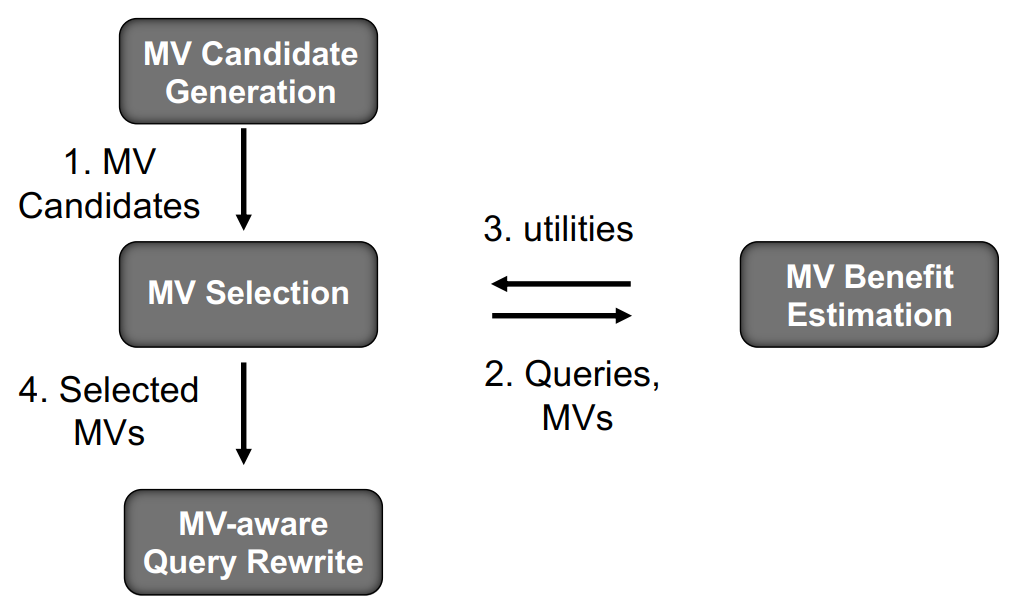 MV Candidate
Generation
1. MV
Candidates
3. utilities
MV Selection
MV Benefit
Estimation
2. Queries,
MVs
4. Selected
MVs
MV-aware
Query Rewrite